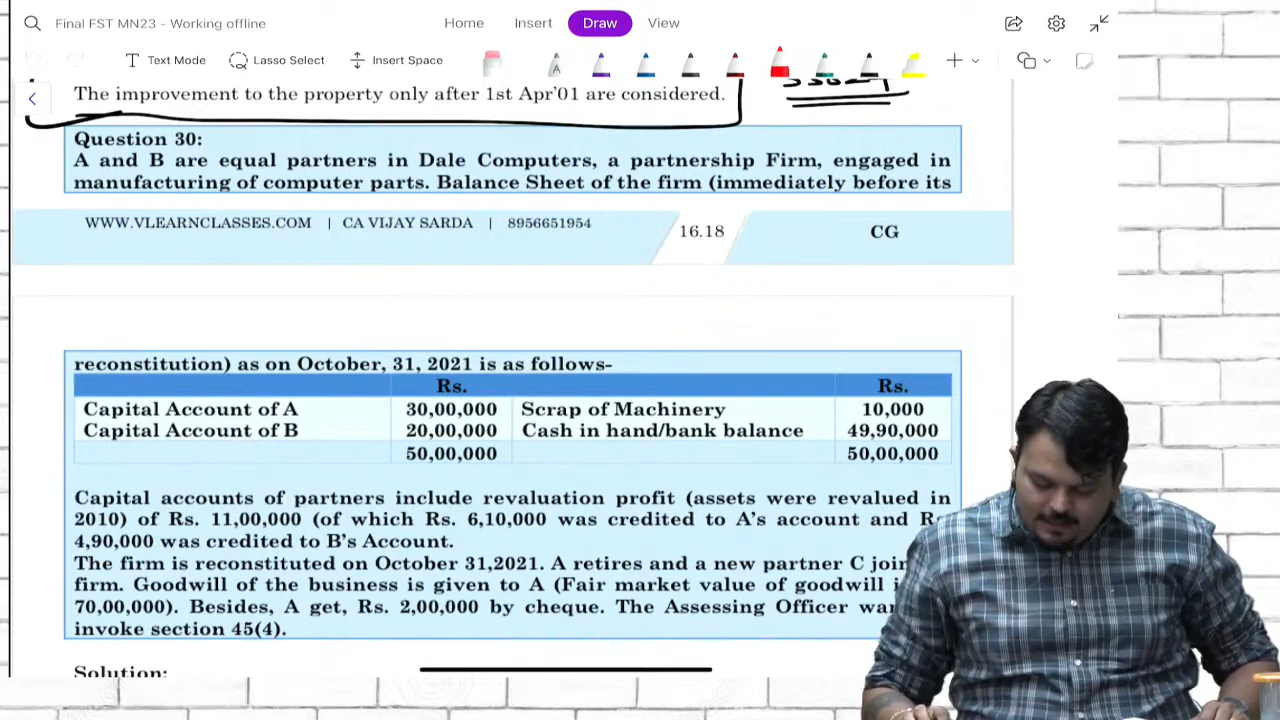 Final FST MN23 - Working offline
Home Insert Draw View
Text Mode Lasso Select Insert Space
The improvement to the property only after 1st Apr'01 are considered.
Question 30:
A and B are equal partners in Dale Computers, a partnership Firm, engaged in
manufacturing of computer parts. Balance Sheet of the firm (immediately before its
WWW.VLEARNCLASSES.COM | CA VIJAY SARDA | 8956651954
16.18
CG
reconstitution) as on October, 31, 2021 is as follows-
Rs. Rs.
Capital Account of A 30,00,000 Scrap of Machinery 10,000
Capital Account of B 20,00,000 Cash in hand/bank balance 49,90,000
50,00,000 50,00,000
Capital accounts of partners include revaluation profit (assets were revalued in
2010) of Rs. 11,00,000 (of which Rs. 6,10,000 was credited to A's account and
4,90,000 was credited to B's Account.
The firm is reconstituted on October 31,2021. A retires and a new partner C
firm. Goodwill of the business is given to A (Fair market value of goodwill
70,00,000). Besides, A get, Rs. 2,00,000 by cheque. The Assessing Officer
invoke section 45(4).
Solution: